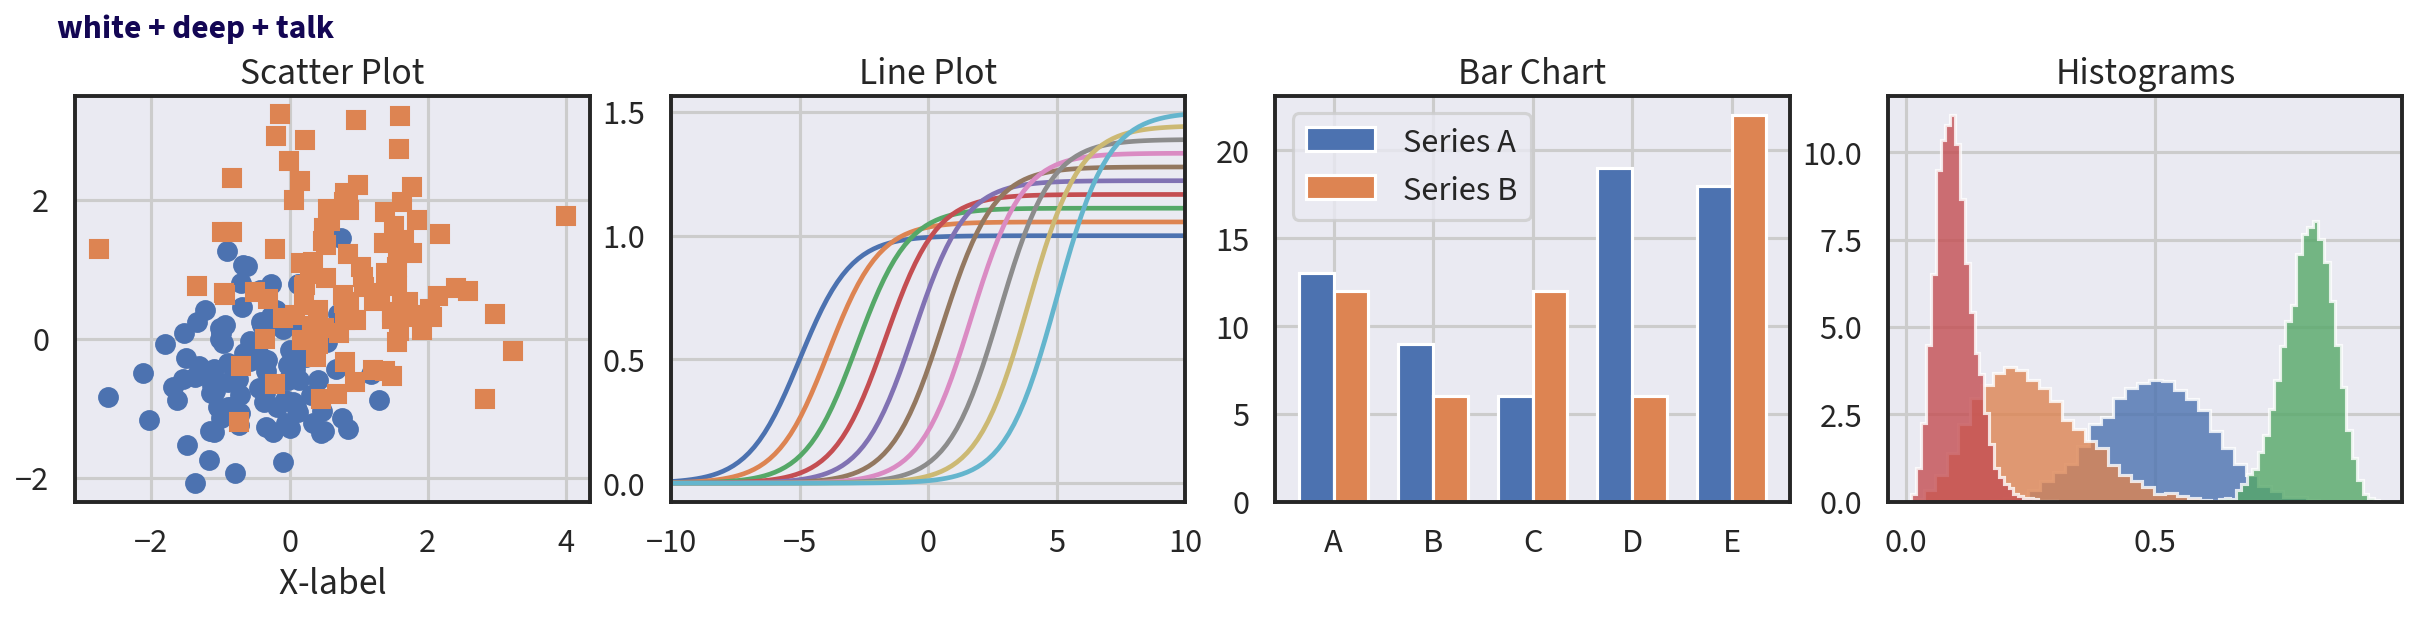 white + deep + talk
Scatter Plot
2
0
−2
−2 0 2 4
X-label
Line Plot
1.5
1.0
0.5
0.0
−10 −5 0 5 10
Bar Chart
Series A
Series B
20
15
10
5
0
A B C D E
Histograms
10.0
7.5
5.0
2.5
0.0
0.0 0.5